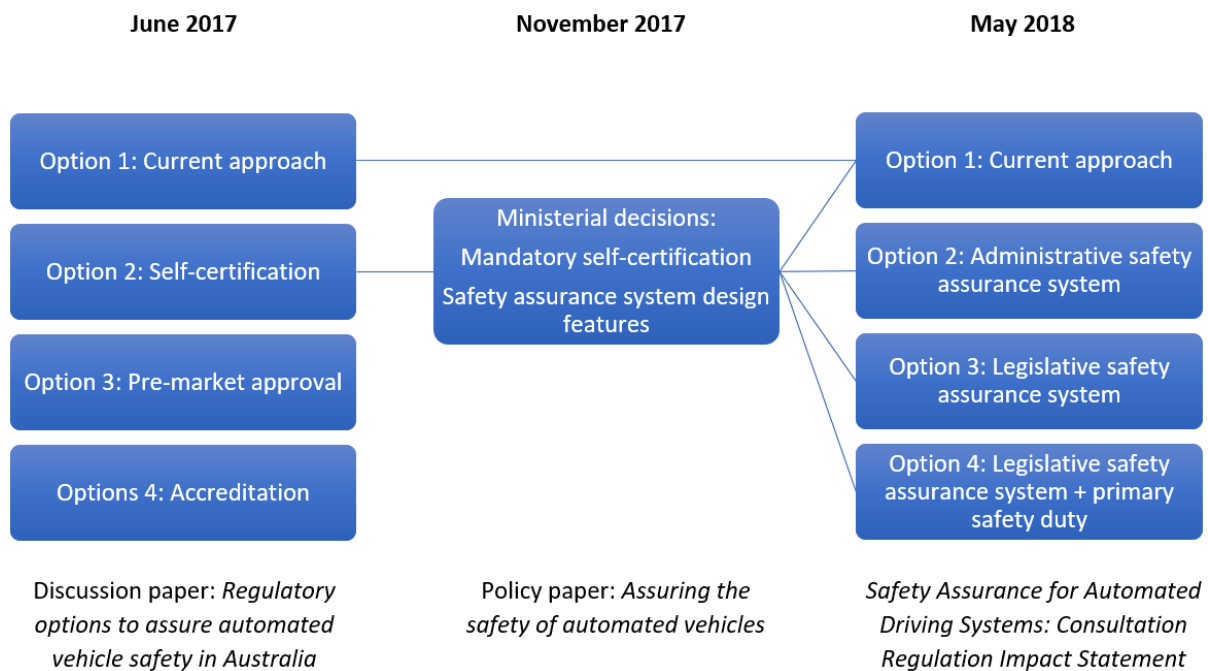 June 2017
November 2017
May 2018
Option 1: Current approach
Option 2: Self-certification
Option 3: Pre-market approval
Options 4: Accreditation
Ministerial decisions:
Mandatory self-certification
Safety assurance system design
features
Option 1: Current approach
Option 2: Administrative safety
assurance system
Option 3: Legislative safety
assurance system
Option 4: Legislative safety
assurance system + primary
safety duty
Discussion paper: Regulatory
options to assure automated
vehicle safety in Australia
Policy paper: Assuring the
safety of automated vehicles
Safety Assurance for Automated
Driving Systems: Consultation
Regulation Impact Statement